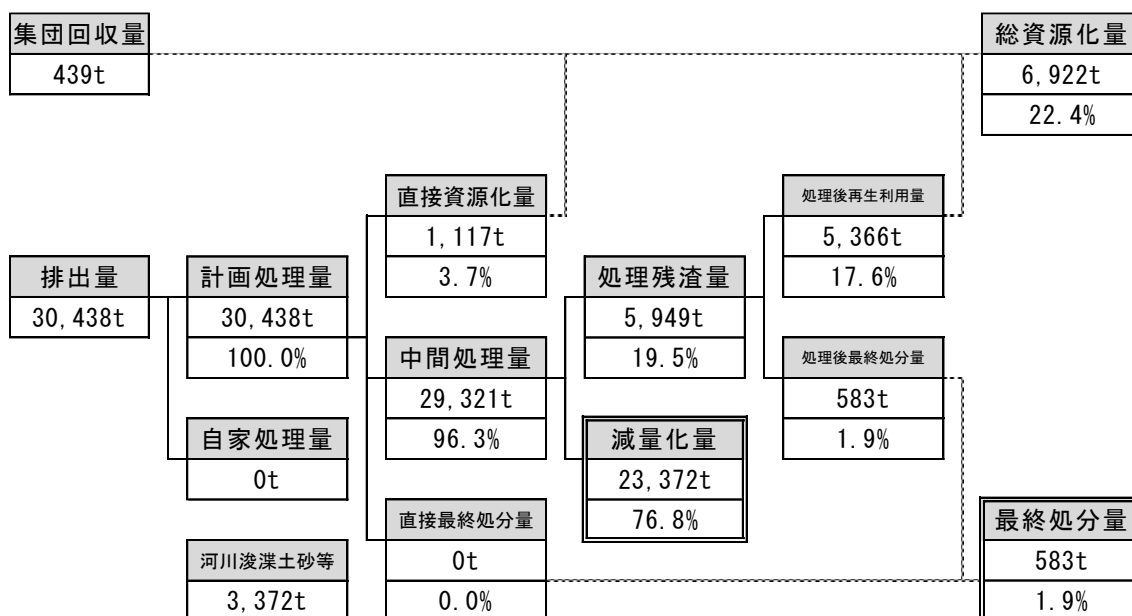 集団回収量
439t
総資源化量
6,922t
22.4%
直接資源化量
1,117t
3.7%
処理後再生利用量
5,366t
17.6%
排出量
30,438t
計画処理量
30,438t
100.0%
処理残渣量
5,949t
19.5%
中間処理量
29,321t
96.3%
処理後最終処分量
583t
1.9%
自家処理量
0t
減量化量
23,372t
76.8%
直接最終処分量
0t
0.0%
最終処分量
583t
1.9%
河川浚渫土砂等
3,372t